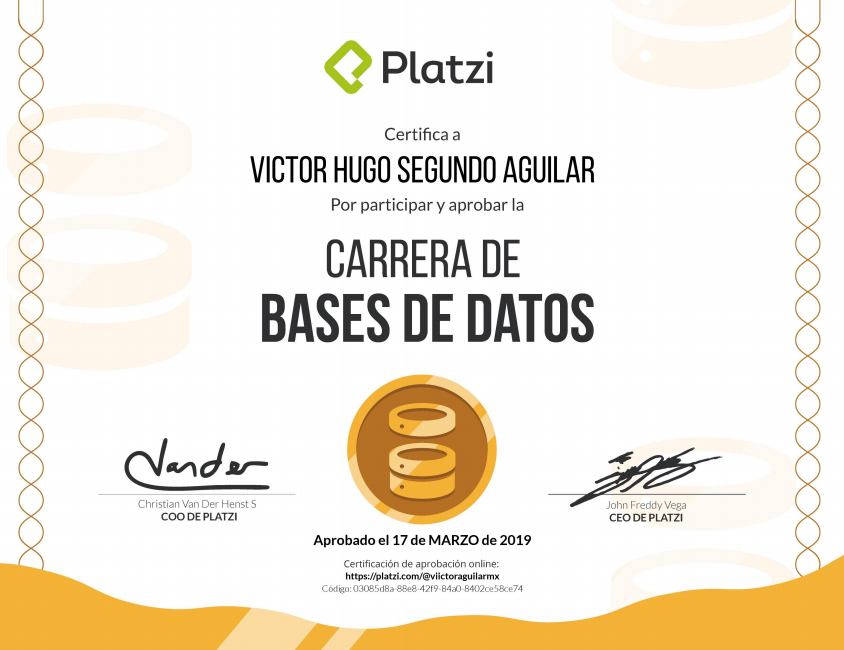 Platzi
Certifica a
VICTOR HUGO SEGUNDO AGUILAR
Por participar y aprobar la
CARRERA DE
BASES DE DATOS
Vander
Christian Van Der Henst S
COO DE PLATZI
John Freddy Vega
CEO DE PLATZI
Aprobado el 17 de MARZO de 2019
Certificación de aprobación online:
https://platzi.com/@viictoraguilarmx
Código: 03085d8a-88e8-42f9-84a0-8402ce58ce74